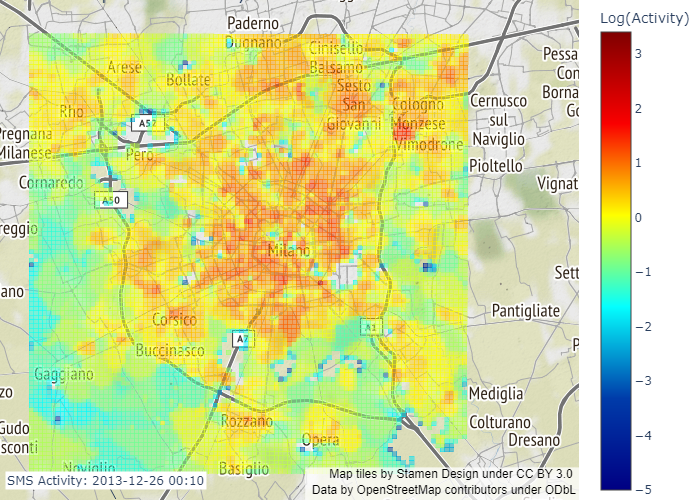 Paderno
Dugnano
Cinisello
Balsamo
Arese
Bollate
Sesto
San
Giovanni
Cologno
Monzese
Vimodrone
Cernusco
sul
Naviglio
Pioltello
Pessa
Con
Borna
Go
Rho
A52
Pero
Pregnana
Milanese
Cornaredo
A50
Vignat
reggio
Milano
Sett
ano
Corsico
A7
A1
Pantigliate
Buccinasco
Gaggiano
zo
Mediglia
Colturano
Dresano
Rozzano
Opera
Gudo
sconti
Noviglio
Basiglio
SMS Activity: 2013-12-26 00:10
Map tiles by Stamen Design under CC BY 3.0
Data by OpenStreetMap contributors under ODbL
Log(Activity)
3
2
1
0
−1
−2
−3
−4
−5